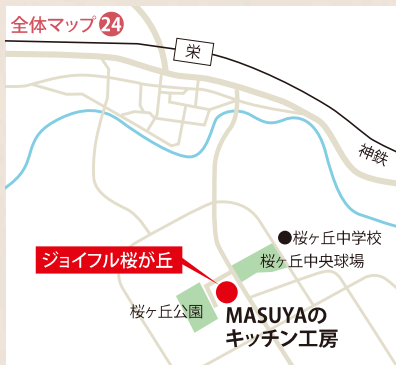 全体マップ24
栄
神鉄
桜ヶ丘中学校
桜ヶ丘中央球場
ジョイフル桜が丘
桜ヶ丘公園
MASUYAの
キッチン工房